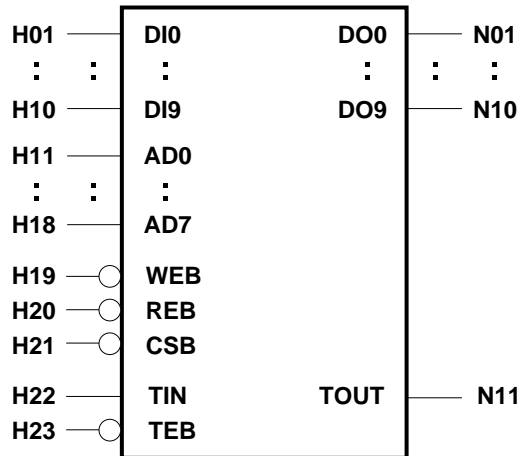 H01 DI0 DO0 N01
: : : : : :
H10 DI9 DO9 N10
H11 AD0
: : :
H18 AD7
H19 WEB
H20 REB
H21 CSB
H22 TIN TOUT N11
H23 TEB